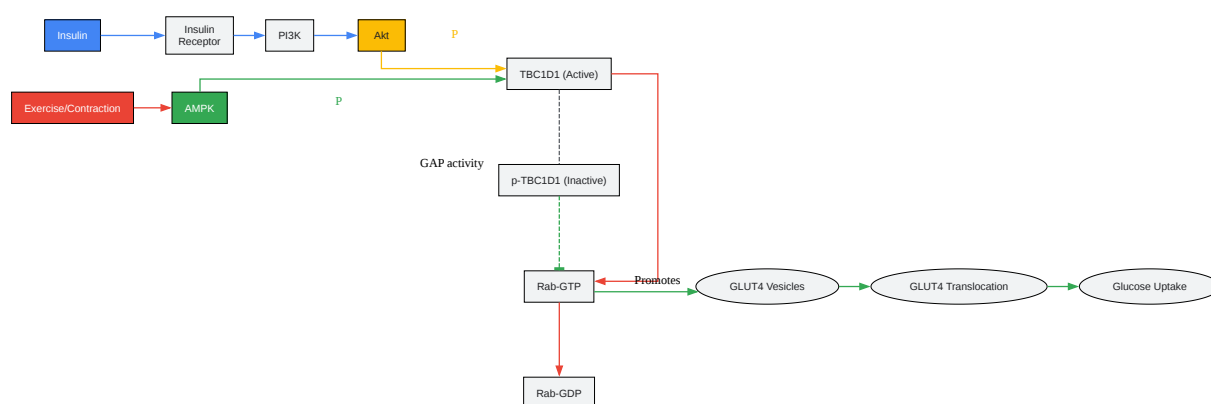 Insulin
Insulin
Receptor
PI3K
Akt
P
TBC1D1 (Active)
Exercise/Contraction
AMPK
P
GAP activity
p-TBC1D1 (Inactive)
Rab-GTP
Promotes
GLUT4 Vesicles
GLUT4 Translocation
Glucose Uptake
Rab-GDP